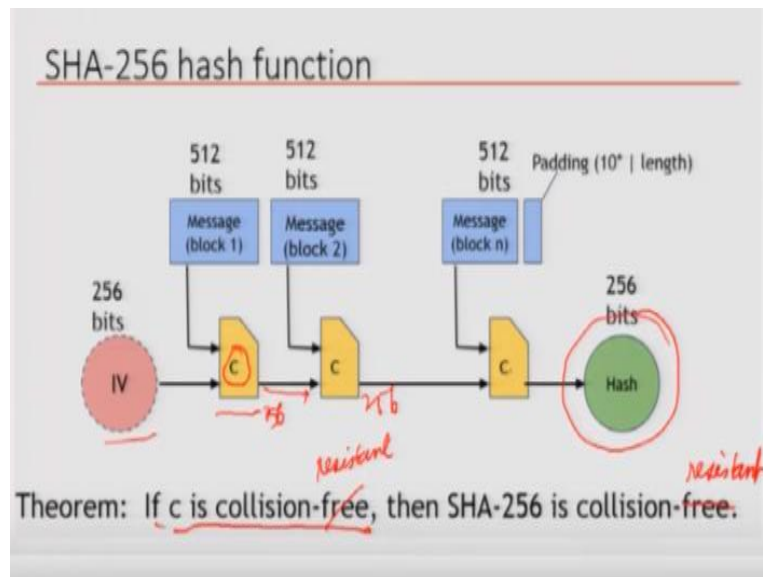 SHA-256 hash function
512
bits
512
bits
512
bits
Padding (10* | length)
Message
(block 1)
Message
(block 2)
Message
(block n)
256
bits
256
bits
IV
C
C
C
Hash
256
resistant
resistant
Theorem: If c is collision-free, then SHA-256 is collision-free.